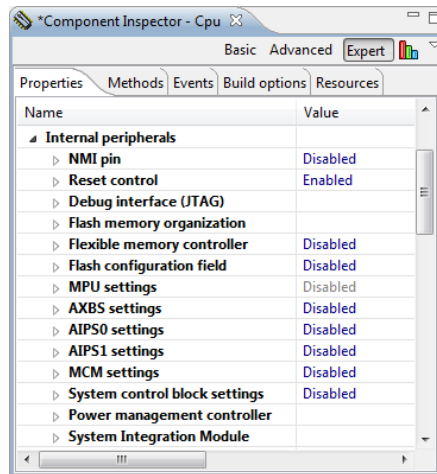 *Component Inspector - Cpu
Basic Advanced Expert
Properties Methods Events Build options Resources
Name Value
Internal peripherals
NMI pin Disabled
Reset control Enabled
Debug interface (JTAG)
Flash memory organization
Flexible memory controller Disabled
Flash configuration field Disabled
MPU settings Disabled
AXBS settings Disabled
AIPS0 settings Disabled
AIPS1 settings Disabled
MCM settings Disabled
System control block settings Disabled
Power management controller
System Integration Module